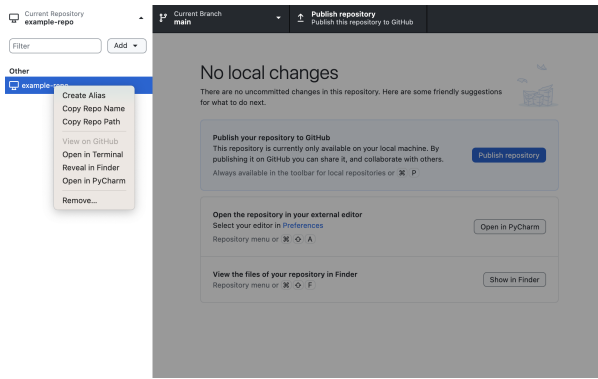 Current Repository
example-repo
Current Branch
main
Publish repository
Publish this repository to GitHub
Filter
Add
Other
example-repo
Create Alias
Copy Repo Name
Copy Repo Path
View on GitHub
Open in Terminal
Reveal in Finder
Open in PyCharm
Remove...
No local changes
There are no uncommitted changes in this repository. Here are some friendly suggestions
for what to do next.
Publish your repository to GitHub
This repository is currently only available on your local machine. By
publishing it on GitHub you can share it, and collaborate with others.
Always available in the toolbar for local repositories or ⌘ P
Publish repository
Open the repository in your external editor
Select your editor in Preferences
Repository menu or ⌘ ⇧ A
Open in PyCharm
View the files of your repository in Finder
Repository menu or ⌘ ⇧ F
Show in Finder